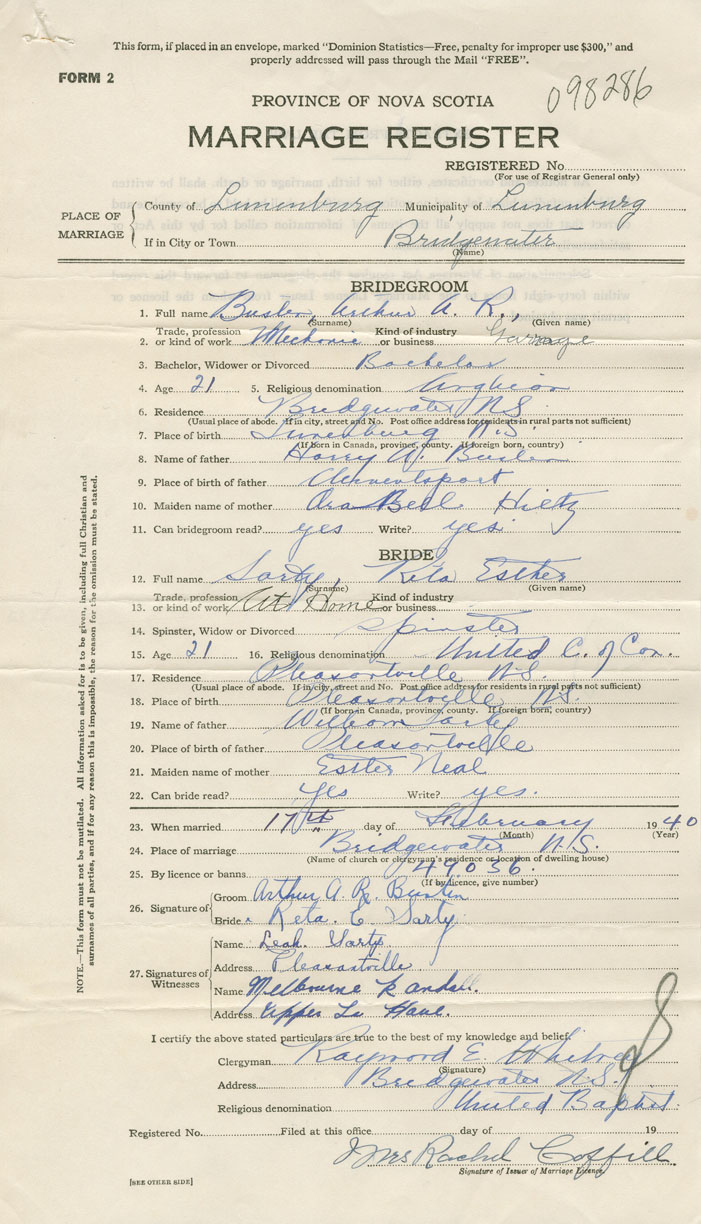 This form, if placed in an envelope, marked "Dominion Statistics—Free, penalty for improper use $300," and
properly addressed will pass through the Mail "FREE".
FORM 2
098286
PROVINCE OF NOVA SCOTIA
MARRIAGE REGISTER
REGISTERED No.
(For use of Registrar General only)
PLACE OF MARRIAGE
County of Lunenburg Municipality of Lunenburg
If in City or Town Bridgewater
(Name)
BRIDEGROOM
1. Full name Arthur A. R.,
(Surname) (Given name)
2. Trade, profession or kind of work Mechanic Kind of industry or business Garage
3. Bachelor, Widower or Divorced Bachelor
4. Age 21 5. Religious denomination
6. Residence Bridgewater N.S.
(Usual place of abode. If in city, street and No. Post office address for residents in rural parts not sufficient)
7. Place of birth Lunenburg N.S
(If born in Canada, province, county. If foreign born, country)
8. Name of father Harry
9. Place of birth of father
10. Maiden name of mother Ora Bell Hiltz
11. Can bridegroom read? yes Write? yes
BRIDE
12. Full name Sarty, Reta Esther
(Surname) (Given name)
13. Trade, profession or kind of work At Home Kind of industry or business
14. Spinster, Widow or Divorced Spinster
15. Age 21 16. Religious denomination United C. of Can.
17. Residence Pleasantville N.S.
(Usual place of abode. If in city, street and No. Post office address for residents in rural parts not sufficient)
18. Place of birth Pleasantville N.S.
(If born in Canada, province, county. If foreign born, country)
19. Name of father William Sarty
20. Place of birth of father Pleasantville
21. Maiden name of mother Esther Neal
22. Can bride read? Yes Write? yes.
23. When married 17th day of February 1940
(Month) (Year)
24. Place of marriage Bridgewater N.S.
(Name of church or clergyman's residence or location of dwelling house)
25. By licence or banns 49036.
(If by licence, give number)
26. Signature of
Groom Arthur A. R.
Bride Reta. E Sarty
27. Signatures of Witnesses
Name Leah. Sarty
Address Pleasantville
Name Melbourne
Address Upper La Have.
I certify the above stated particulars are true to the best of my knowledge and belief.
Clergyman Raymond E.
(Signature)
Address Bridgewater N.S.
Religious denomination United Baptist
Registered No. Filed at this office day of 19
Mrs Rachel Coffill
Signature of Issuer of Marriage Licence
[SEE OTHER SIDE]
NOTE.—This form must not be mutilated. All information asked for is to be given, including full Christian and
surnames of all parties, and if for any reason this is impossible, the reason for the omission must be stated.